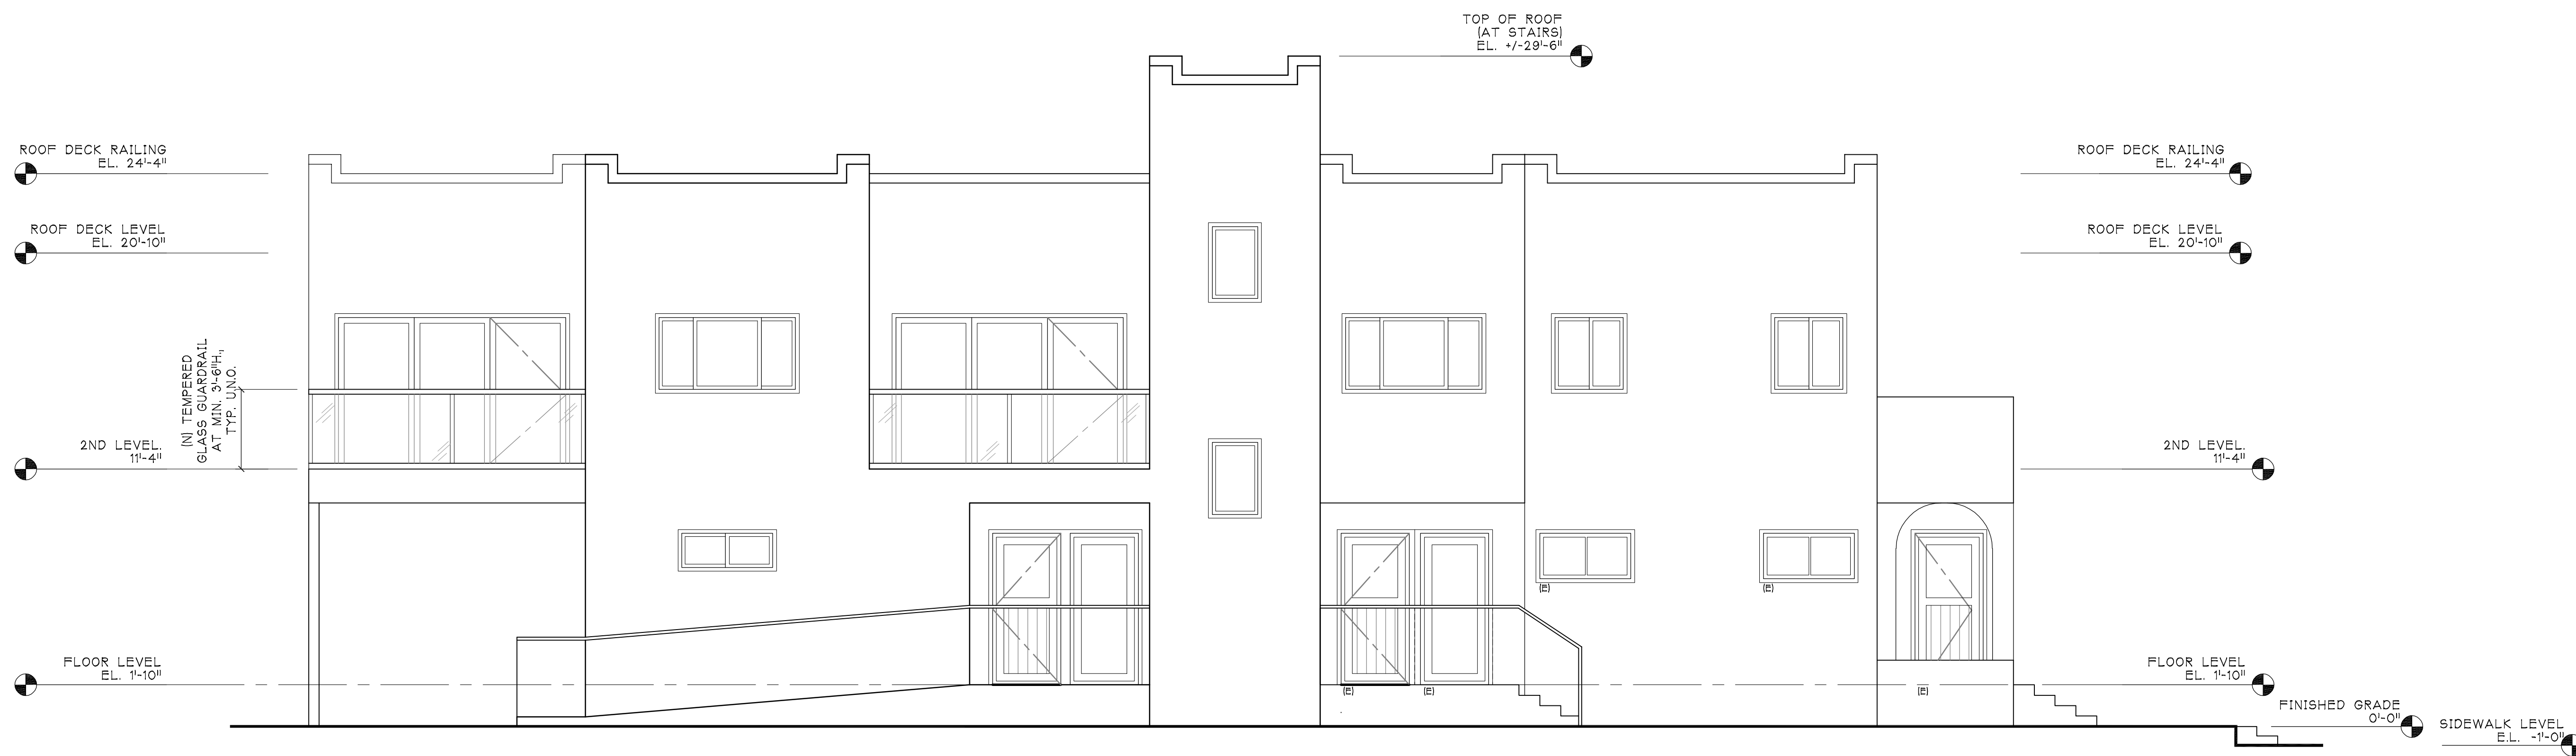 TOP OF ROOF
(AT STAIRS)
EL. +/-29'-6"
ROOF DECK RAILING
EL. 24'-4"
ROOF DECK RAILING
EL. 24'-4"
ROOF DECK LEVEL
EL. 20'-10"
ROOF DECK LEVEL
EL. 20'-10"
(N) TEMPERED
GLASS GUARDRAIL
AT MIN. 3'-6"H.,
TYP. U.N.O.
2ND LEVEL.
11'-4"
2ND LEVEL.
11'-4"
(E)
(E)
FLOOR LEVEL
EL. 1'-10"
FLOOR LEVEL
EL. 1'-10"
(E)
(E)
(E)
FINISHED GRADE
0'-0"
SIDEWALK LEVEL
E.L. -1'-0"